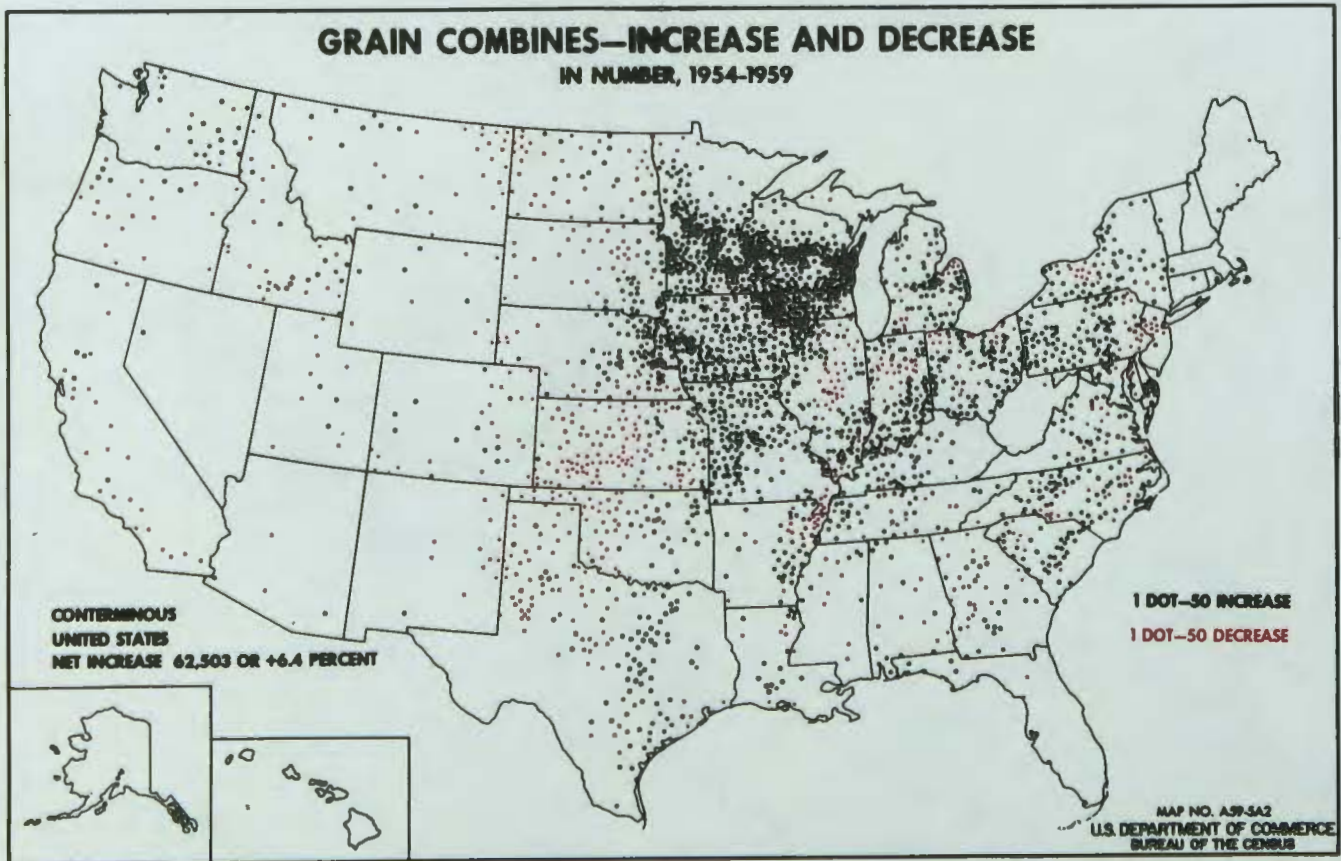 GRAIN COMBINES—INCREASE AND DECREASE
IN NUMBER, 1954-1959
CONTERMINOUS
UNITED STATES
NET INCREASE 62,503 OR +6.4 PERCENT
1 DOT—50 INCREASE
1 DOT—50 DECREASE
MAP NO. A59-5A2
U.S. DEPARTMENT OF COMMERCE
BUREAU OF THE CENSUS